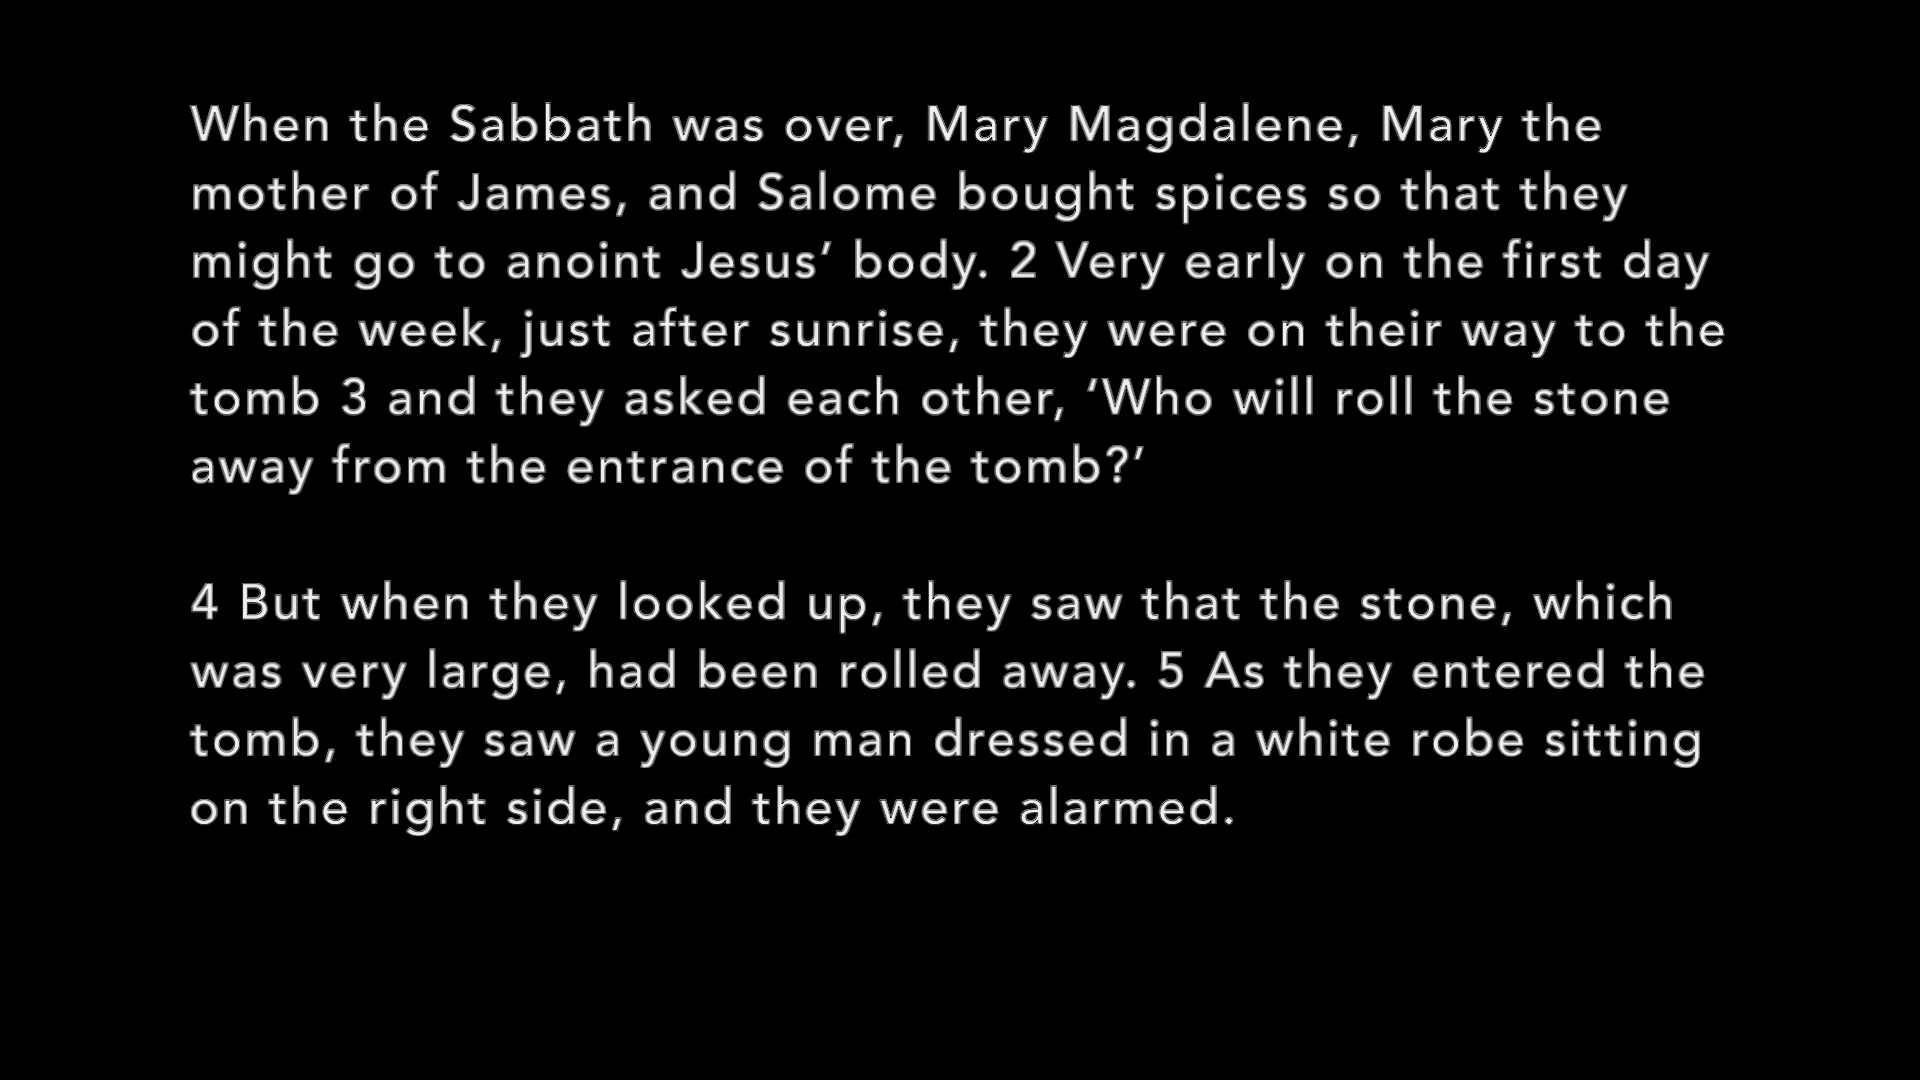 When the Sabbath was over, Mary Magdalene, Mary the
mother of James, and Salome bought spices so that they
might go to anoint Jesus’ body. 2 Very early on the first day
of the week, just after sunrise, they were on their way to the
tomb 3 and they asked each other, ‘Who will roll the stone
away from the entrance of the tomb?’
4 But when they looked up, they saw that the stone, which
was very large, had been rolled away. 5 As they entered the
tomb, they saw a young man dressed in a white robe sitting
on the right side, and they were alarmed.